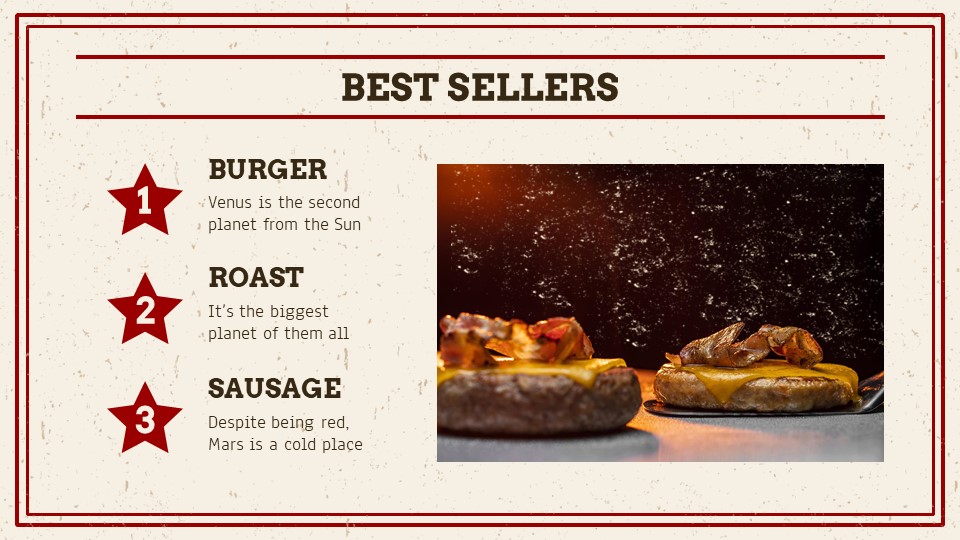 BEST SELLERS
1
BURGER
Venus is the second
planet from the Sun
2
ROAST
It's the biggest
planet of them all
3
SAUSAGE
Despite being red,
Mars is a cold place